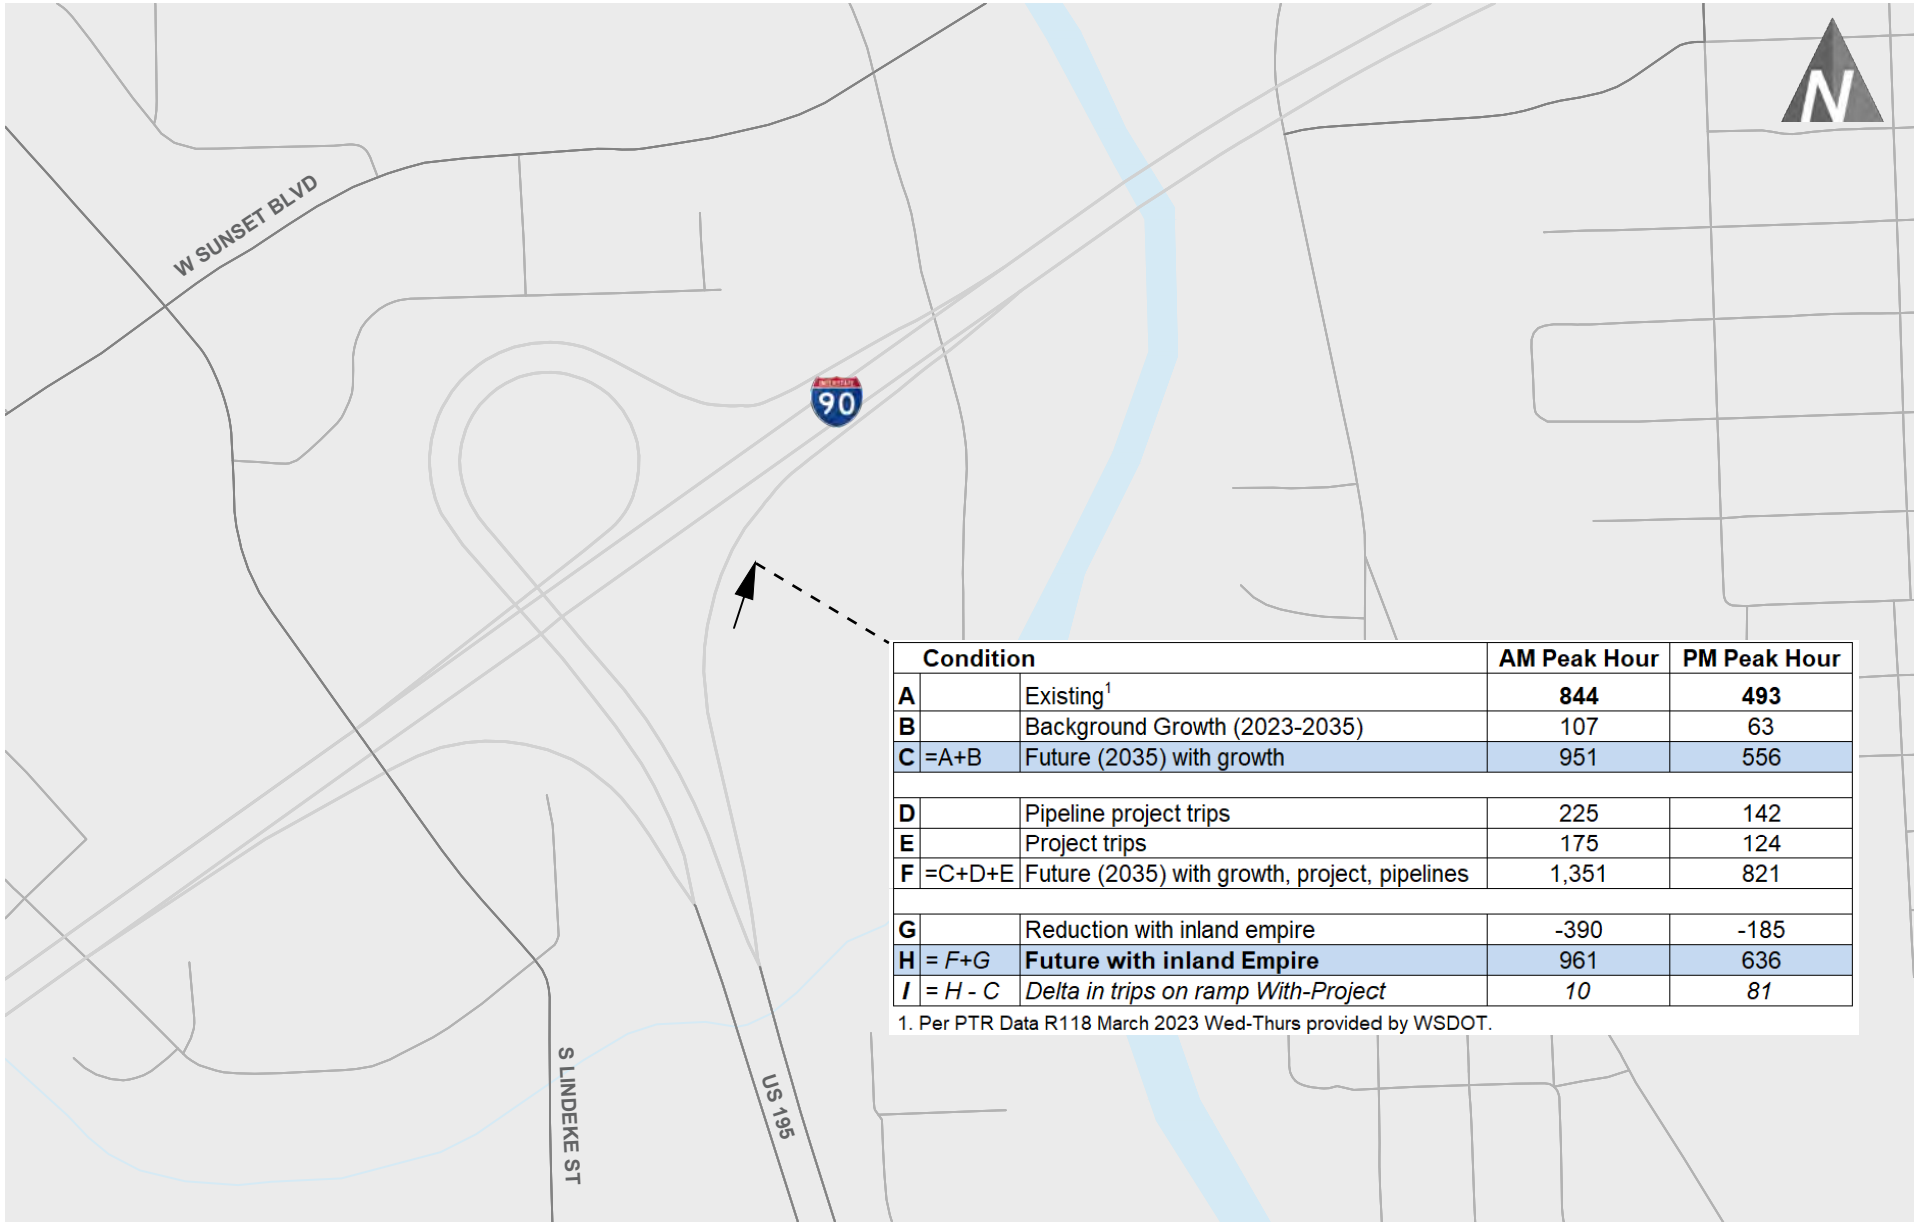 N
W SUNSET BLVD
INTERSTATE
90
Condition AM Peak Hour PM Peak Hour
A Existing1 844 493
B Background Growth (2023-2035) 107 63
C =A+B Future (2035) with growth 951 556
D Pipeline project trips 225 142
E Project trips 175 124
F =C+D+E Future (2035) with growth, project, pipelines 1,351 821
G Reduction with inland empire -390 -185
H = F+G Future with inland Empire 961 636
I = H - C Delta in trips on ramp With-Project 10 81
1. Per PTR Data R118 March 2023 Wed-Thurs provided by WSDOT.
S LINDEKE ST
US 195